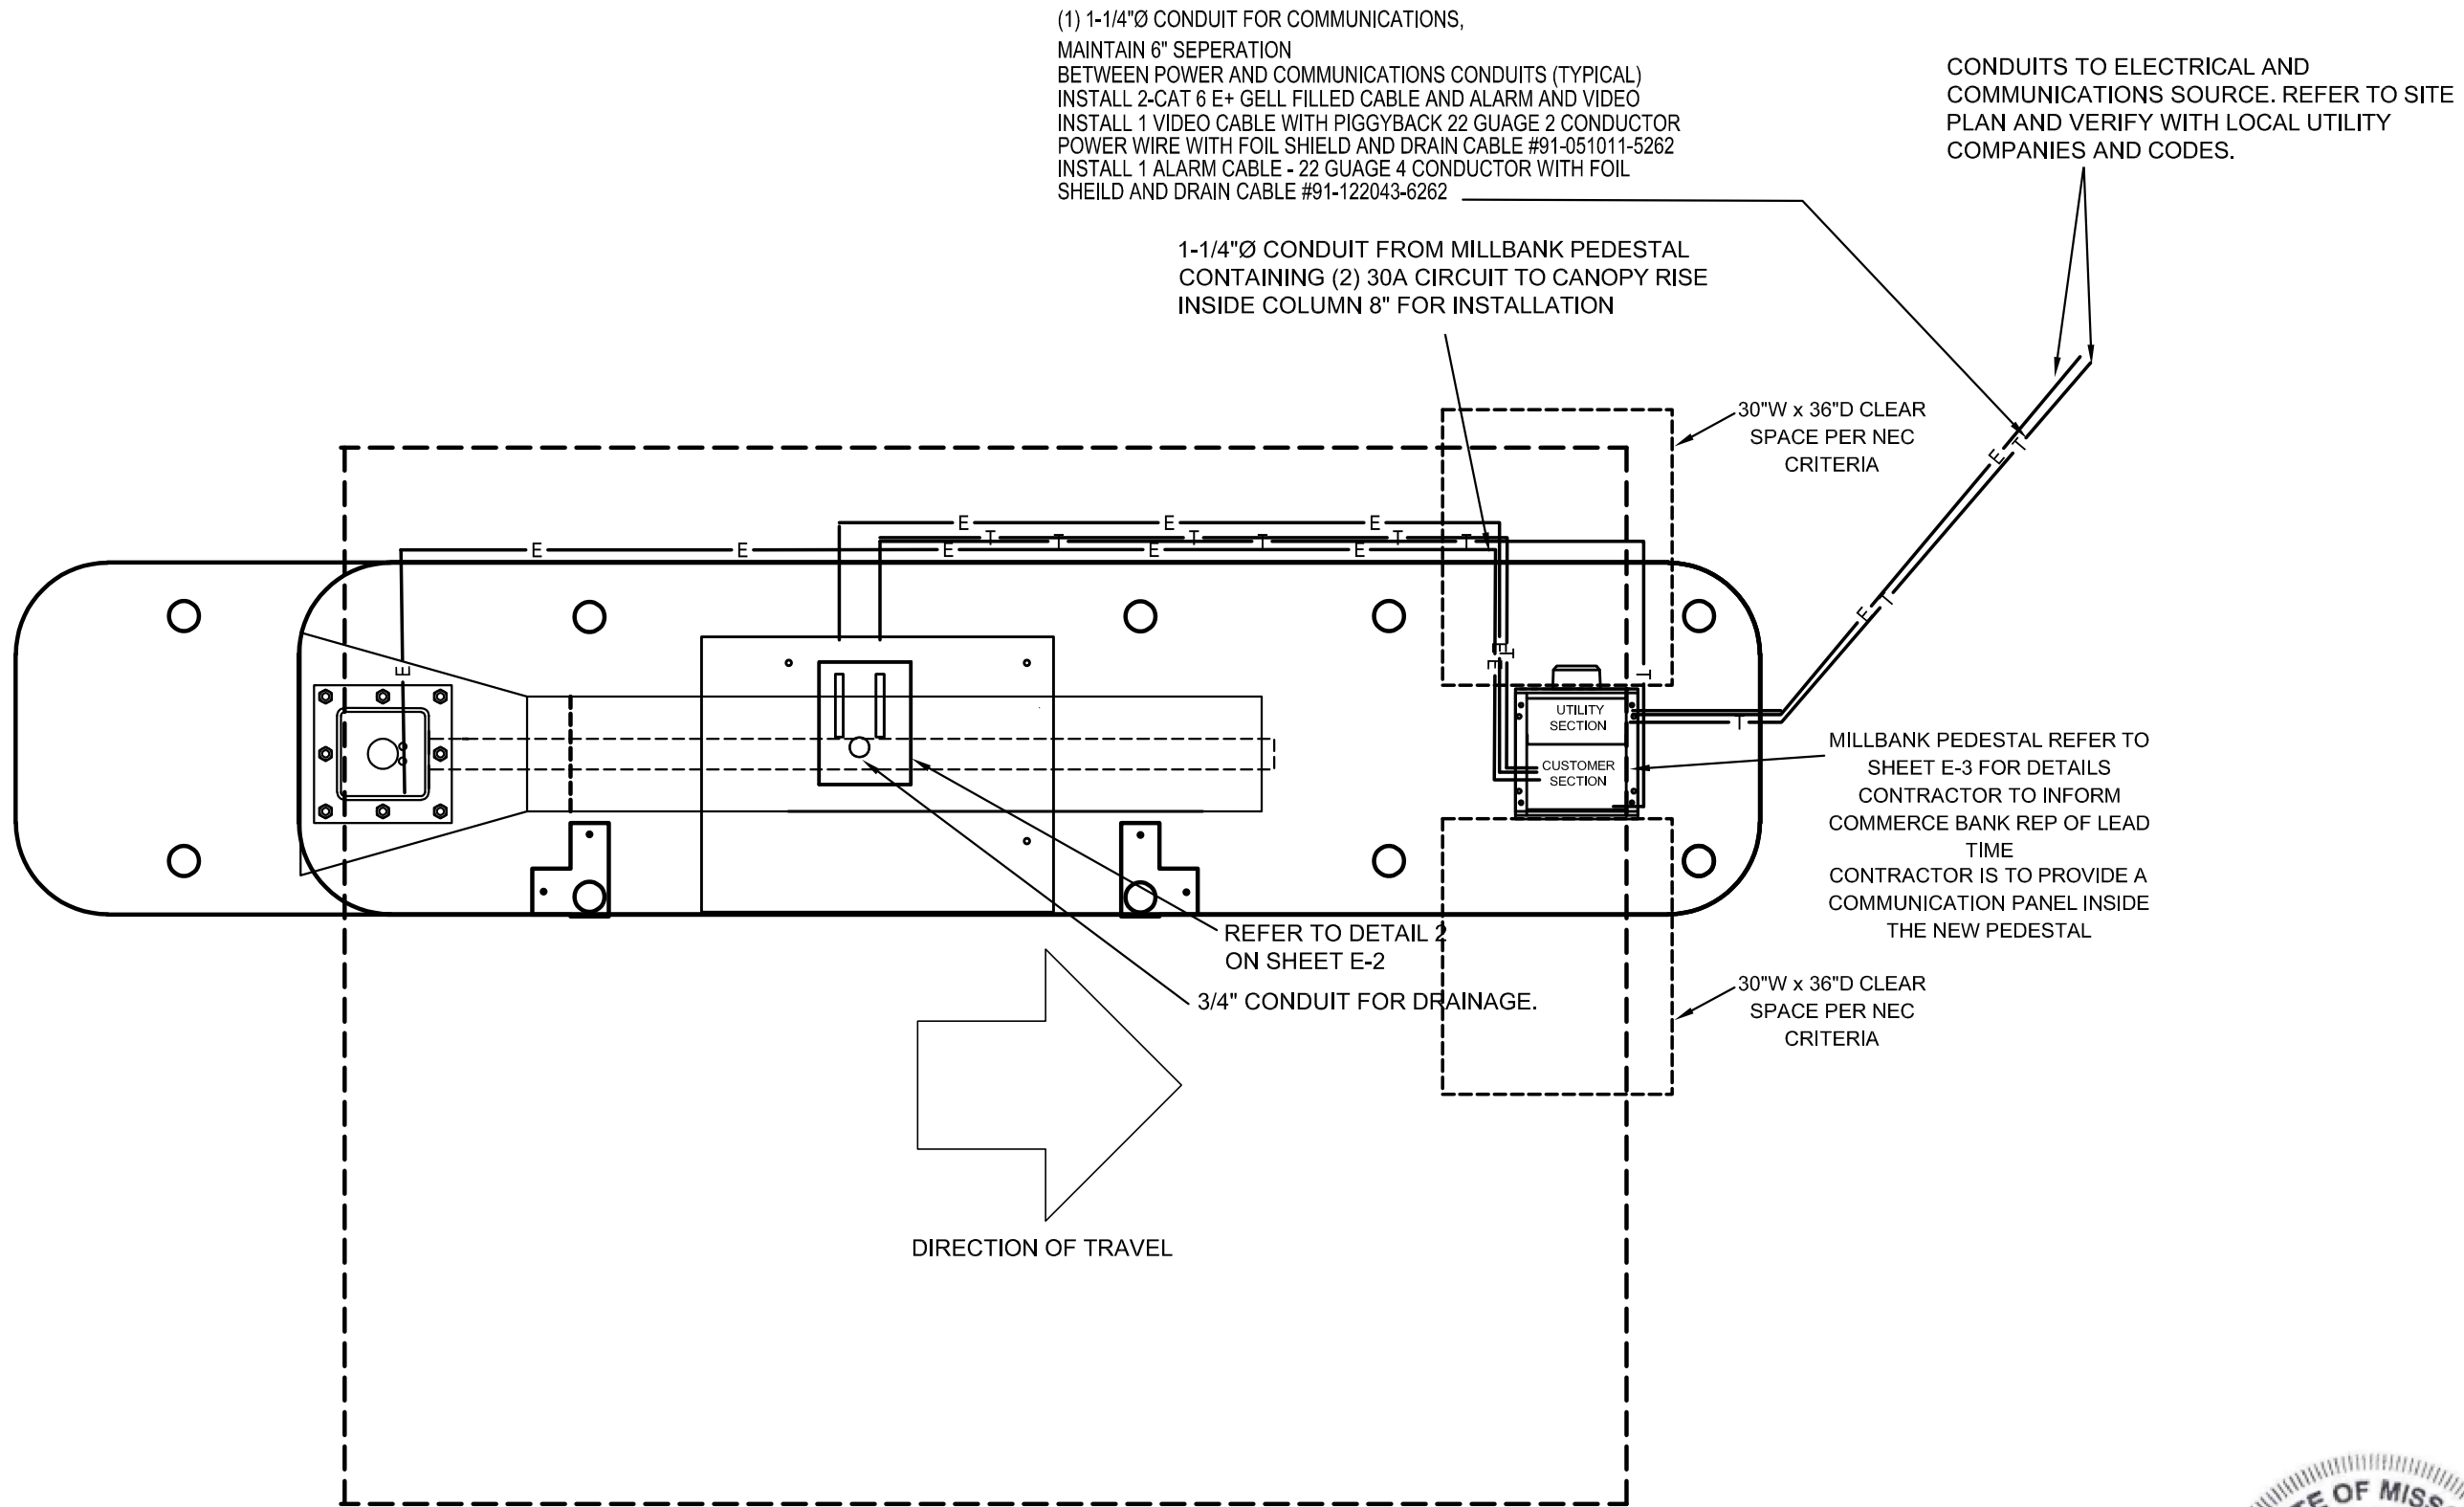 (1) 1-1/4"Ø CONDUIT FOR COMMUNICATIONS,
MAINTAIN 6" SEPERATION
BETWEEN POWER AND COMMUNICATIONS CONDUITS (TYPICAL)
INSTALL 2-CAT 6 E+ GELL FILLED CABLE AND ALARM AND VIDEO
INSTALL 1 VIDEO CABLE WITH PIGGYBACK 22 GUAGE 2 CONDUCTOR
POWER WIRE WITH FOIL SHIELD AND DRAIN CABLE #91-051011-5262
INSTALL 1 ALARM CABLE - 22 GUAGE 4 CONDUCTOR WITH FOIL
SHEILD AND DRAIN CABLE #91-122043-6262
CONDUITS TO ELECTRICAL AND
COMMUNICATIONS SOURCE. REFER TO SITE
PLAN AND VERIFY WITH LOCAL UTILITY
COMPANIES AND CODES.
1-1/4"Ø CONDUIT FROM MILLBANK PEDESTAL
CONTAINING (2) 30A CIRCUIT TO CANOPY RISE
INSIDE COLUMN 8" FOR INSTALLATION
30"W x 36"D CLEAR
SPACE PER NEC
CRITERIA
E T
E T
E E E
T T T T T T
E E E E E
E
E T
E
T
T
UTILITY
SECTION
CUSTOMER
SECTION
MILLBANK PEDESTAL REFER TO
SHEET E-3 FOR DETAILS
CONTRACTOR TO INFORM
COMMERCE BANK REP OF LEAD
TIME
CONTRACTOR IS TO PROVIDE A
COMMUNICATION PANEL INSIDE
THE NEW PEDESTAL
REFER TO DETAIL 2
ON SHEET E-2
3/4" CONDUIT FOR DRAINAGE.
30"W x 36"D CLEAR
SPACE PER NEC
CRITERIA
DIRECTION OF TRAVEL
OF MISS